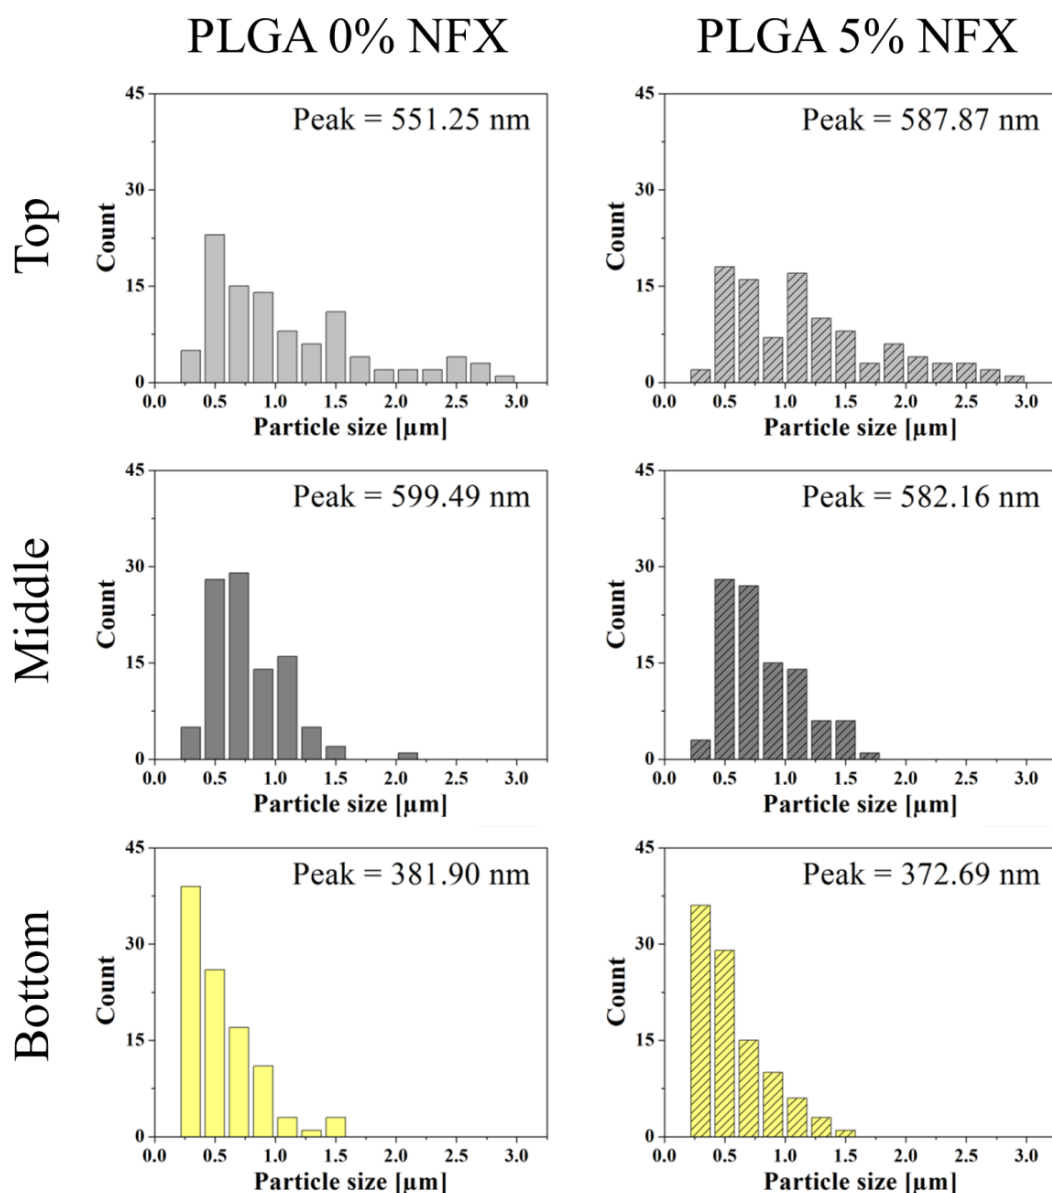 PLGA 0% NFX
PLGA 5% NFX
Top
Peak = 551.25 nm
45
30
15
0
Count
0.0 0.5 1.0 1.5 2.0 2.5 3.0
Particle size [µm]
Peak = 587.87 nm
45
30
15
0
Count
0.0 0.5 1.0 1.5 2.0 2.5 3.0
Particle size [µm]
Middle
Peak = 599.49 nm
45
30
15
0
Count
0.0 0.5 1.0 1.5 2.0 2.5 3.0
Particle size [µm]
Peak = 582.16 nm
45
30
15
0
Count
0.0 0.5 1.0 1.5 2.0 2.5 3.0
Particle size [µm]
Bottom
Peak = 381.90 nm
45
30
15
0
Count
0.0 0.5 1.0 1.5 2.0 2.5 3.0
Particle size [µm]
Peak = 372.69 nm
45
30
15
0
Count
0.0 0.5 1.0 1.5 2.0 2.5 3.0
Particle size [µm]